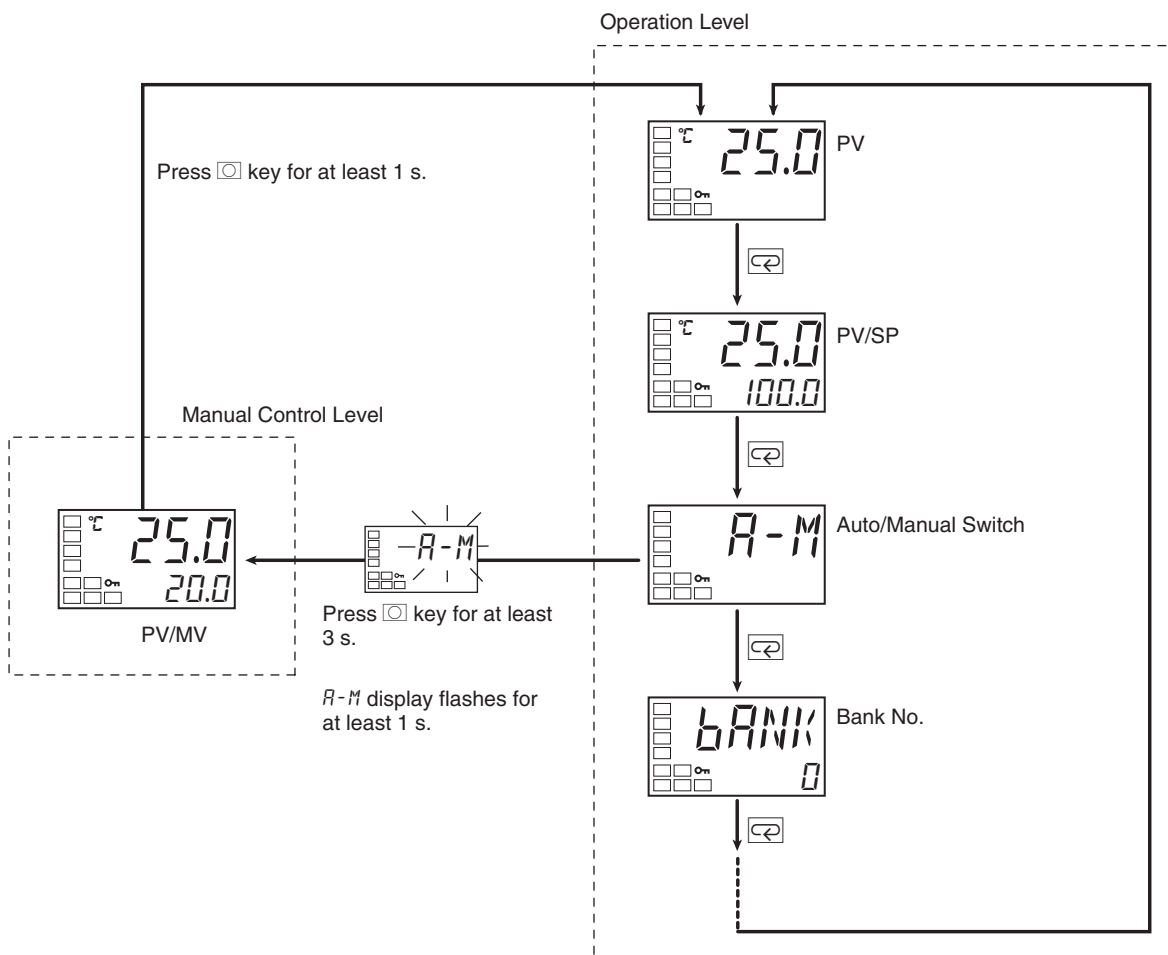 Operation Level
℃ 25.0
PV
Press key for at least 1 s.
℃ 25.0
100.0
PV/SP
Manual Control Level
℃ 25.0
20.0
PV/MV
A-M
Press key for at least
3 s.
A-M display flashes for
at least 1 s.
A-M
Auto/Manual Switch
bANK
0
Bank No.